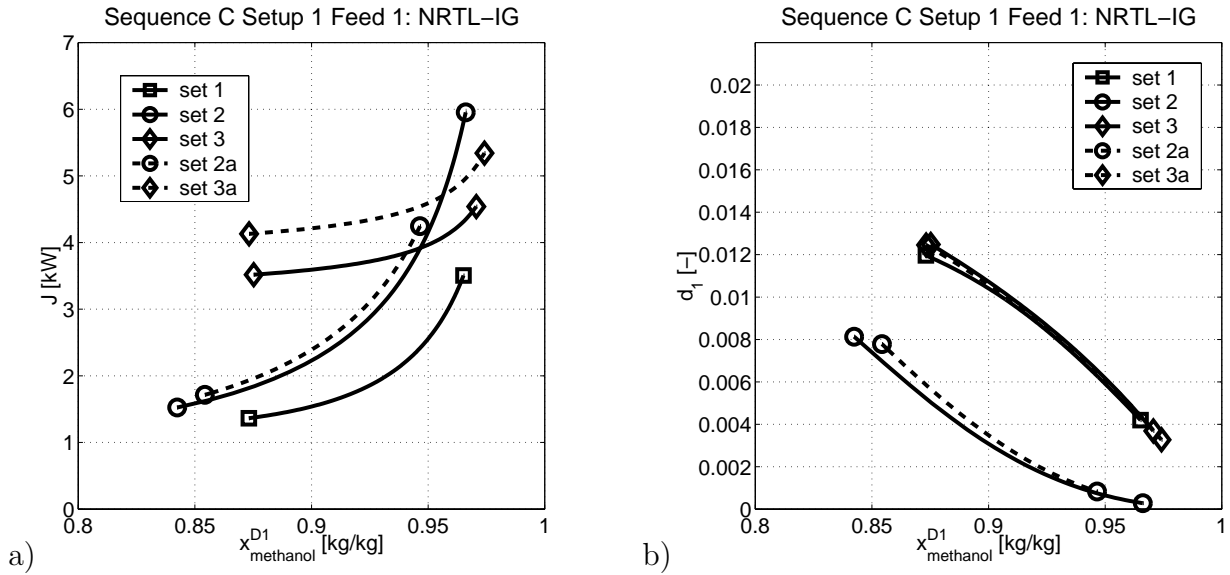 Sequence C Setup 1 Feed 1: NRTL−IG
7
6
5
4
3
2
1
0
J [kW]
set 1
set 2
set 3
set 2a
set 3a
0.8
0.85
0.9
0.95
1
x^D1_methanol [kg/kg]
a)
Sequence C Setup 1 Feed 1: NRTL−IG
0.02
0.018
0.016
0.014
0.012
0.01
0.008
0.006
0.004
0.002
0
d_1 [−]
set 1
set 2
set 3
set 2a
set 3a
0.8
0.85
0.9
0.95
1
x^D1_methanol [kg/kg]
b)